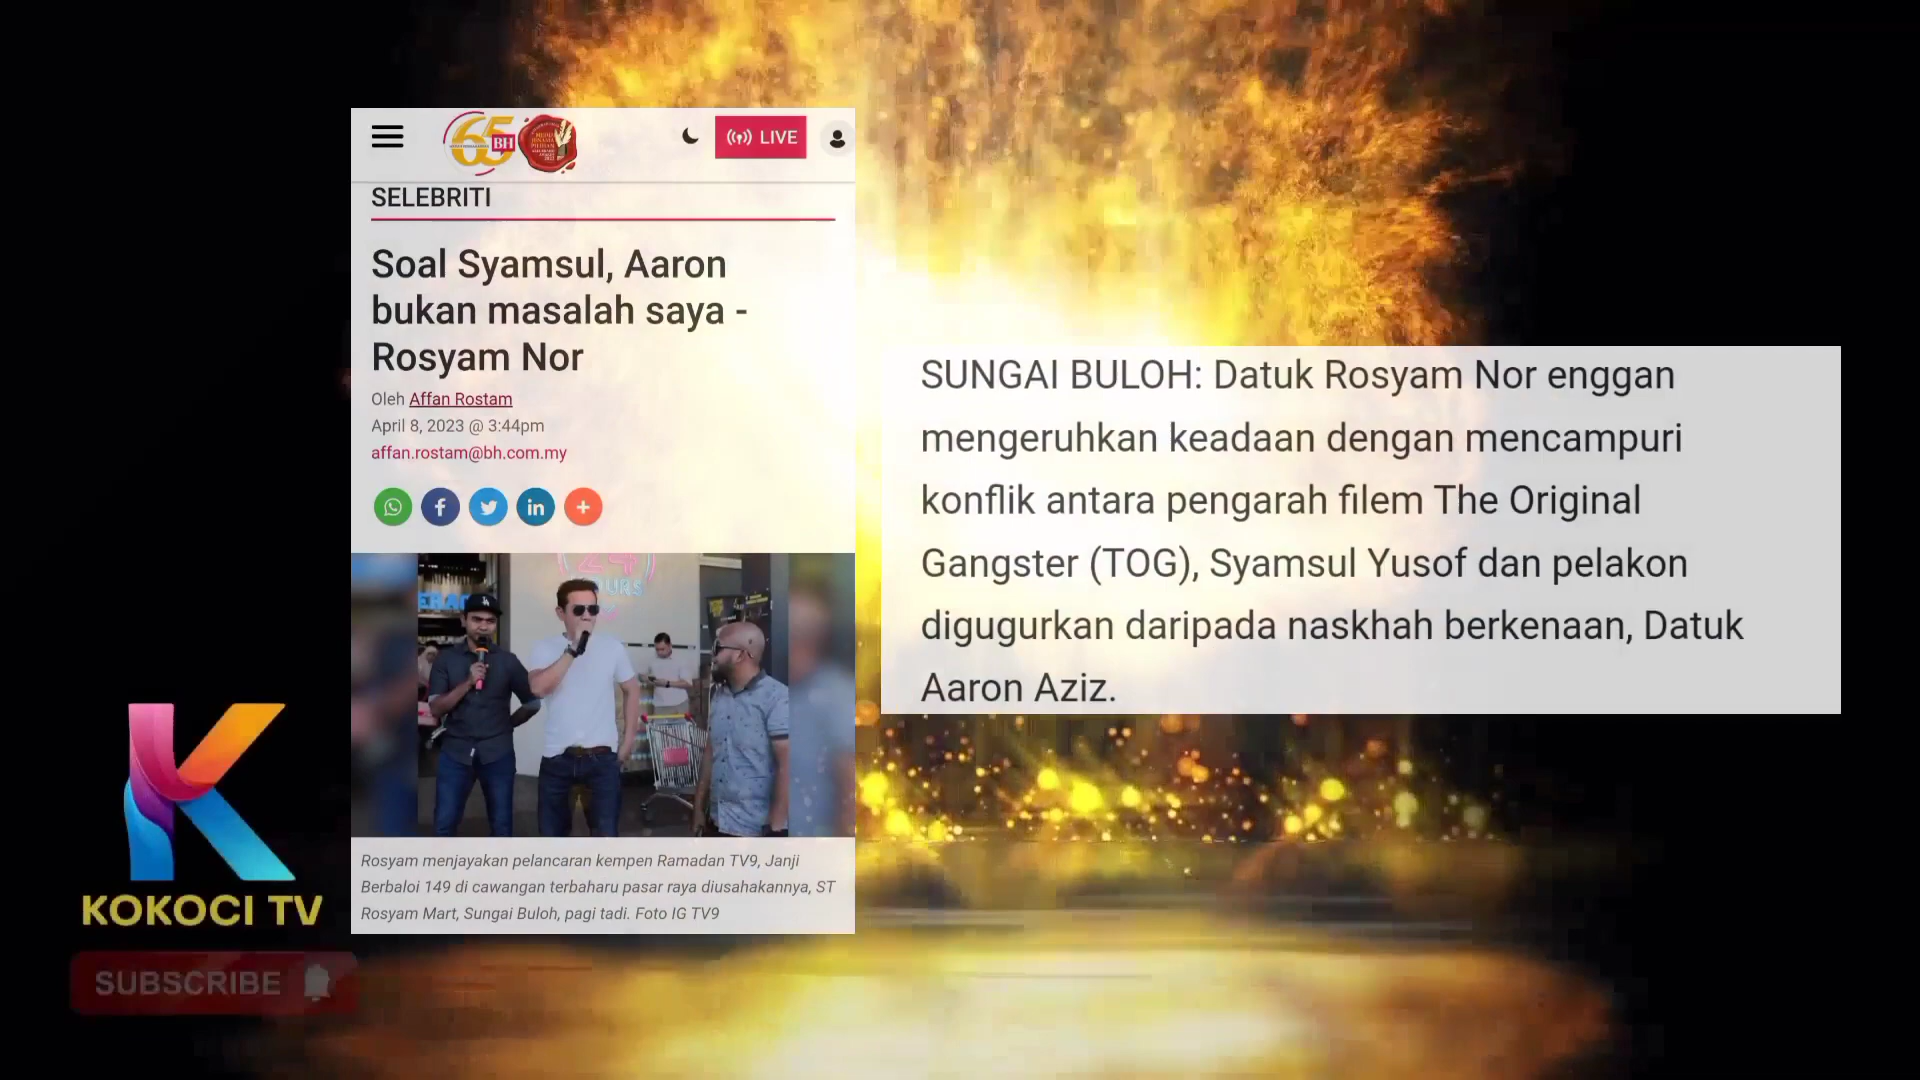 65
BH
LIVE
SELEBRITI
Soal Syamsul, Aaron
bukan masalah saya -
Rosyam Nor
Oleh Affan Rostam
April 8, 2023 @ 3:44pm
affan.rostam@bh.com.my
24
HOURS
Rosyam menjayakan pelancaran kempen Ramadan TV9, Janji
Berbaloi 149 di cawangan terbaharu pasar raya diusahakannya, ST
Rosyam Mart, Sungai Buloh, pagi tadi. Foto IG TV9
SUNGAI BULOH: Datuk Rosyam Nor enggan
mengeruhkan keadaan dengan mencampuri
konflik antara pengarah filem The Original
Gangster (TOG), Syamsul Yusof dan pelakon
digugurkan daripada naskhah berkenaan, Datuk
Aaron Aziz.
KOKOCI TV
SUBSCRIBE